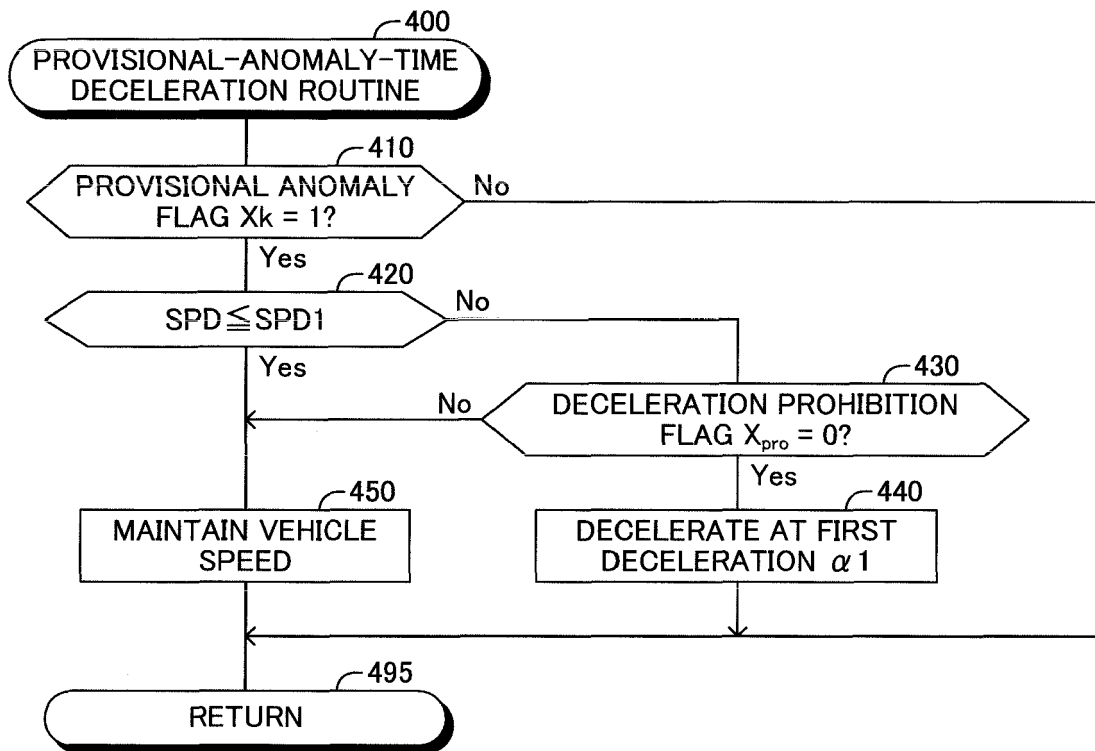 400
PROVISIONAL-ANOMALY-TIME
DECELERATION ROUTINE
410
PROVISIONAL ANOMALY
FLAG Xk = 1?
No
Yes
420
SPD≦SPD1
No
Yes
430
DECELERATION PROHIBITION
FLAG Xpro = 0?
No
Yes
450
MAINTAIN VEHICLE
SPEED
440
DECELERATE AT FIRST
DECELERATION α1
495
RETURN